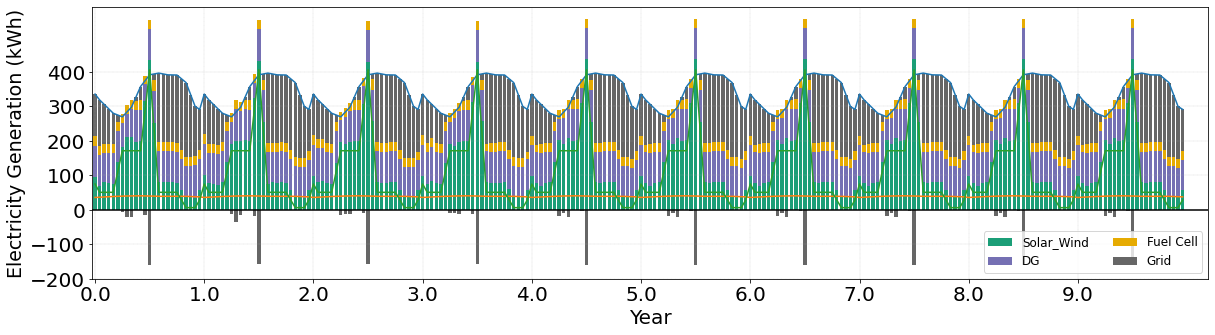 Electricity Generation (kWh)
400
300
200
100
0
−100
−200
0.0 1.0 2.0 3.0 4.0 5.0 6.0 7.0 8.0 9.0
Year
Solar_Wind Fuel Cell
DG Grid